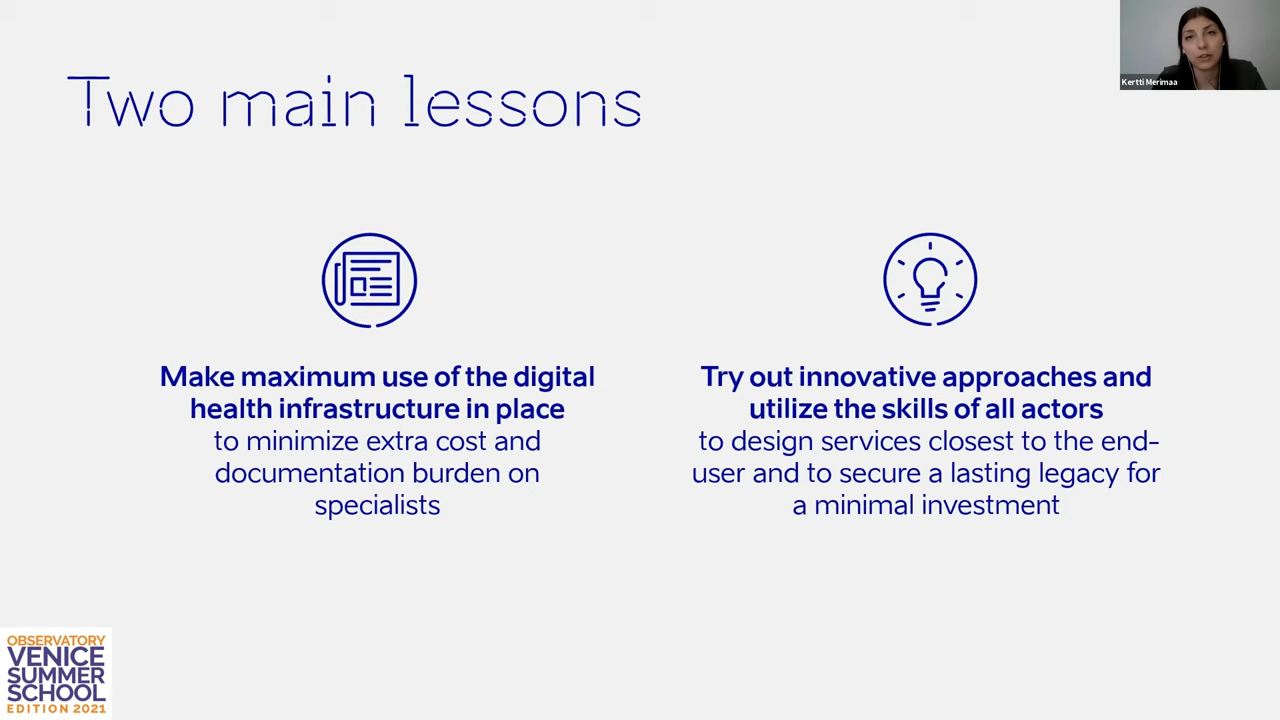 Two main lessons
Kertti Merimaa
Make maximum use of the digital
health infrastructure in place
to minimize extra cost and
documentation burden on
specialists
Try out innovative approaches and
utilize the skills of all actors
to design services closest to the end-
user and to secure a lasting legacy for
a minimal investment
OBSERVATORY
VENICE
SUMMER
SCHOOL
EDITION 2021